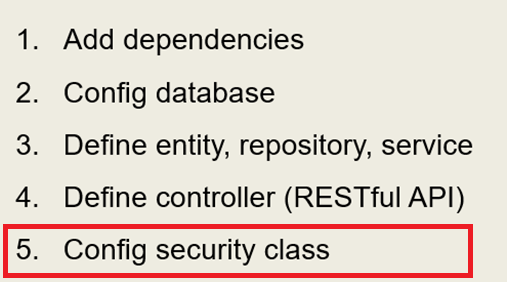 1. Add dependencies
2. Config database
3. Define entity, repository, service
4. Define controller (RESTful API)
5. Config security class